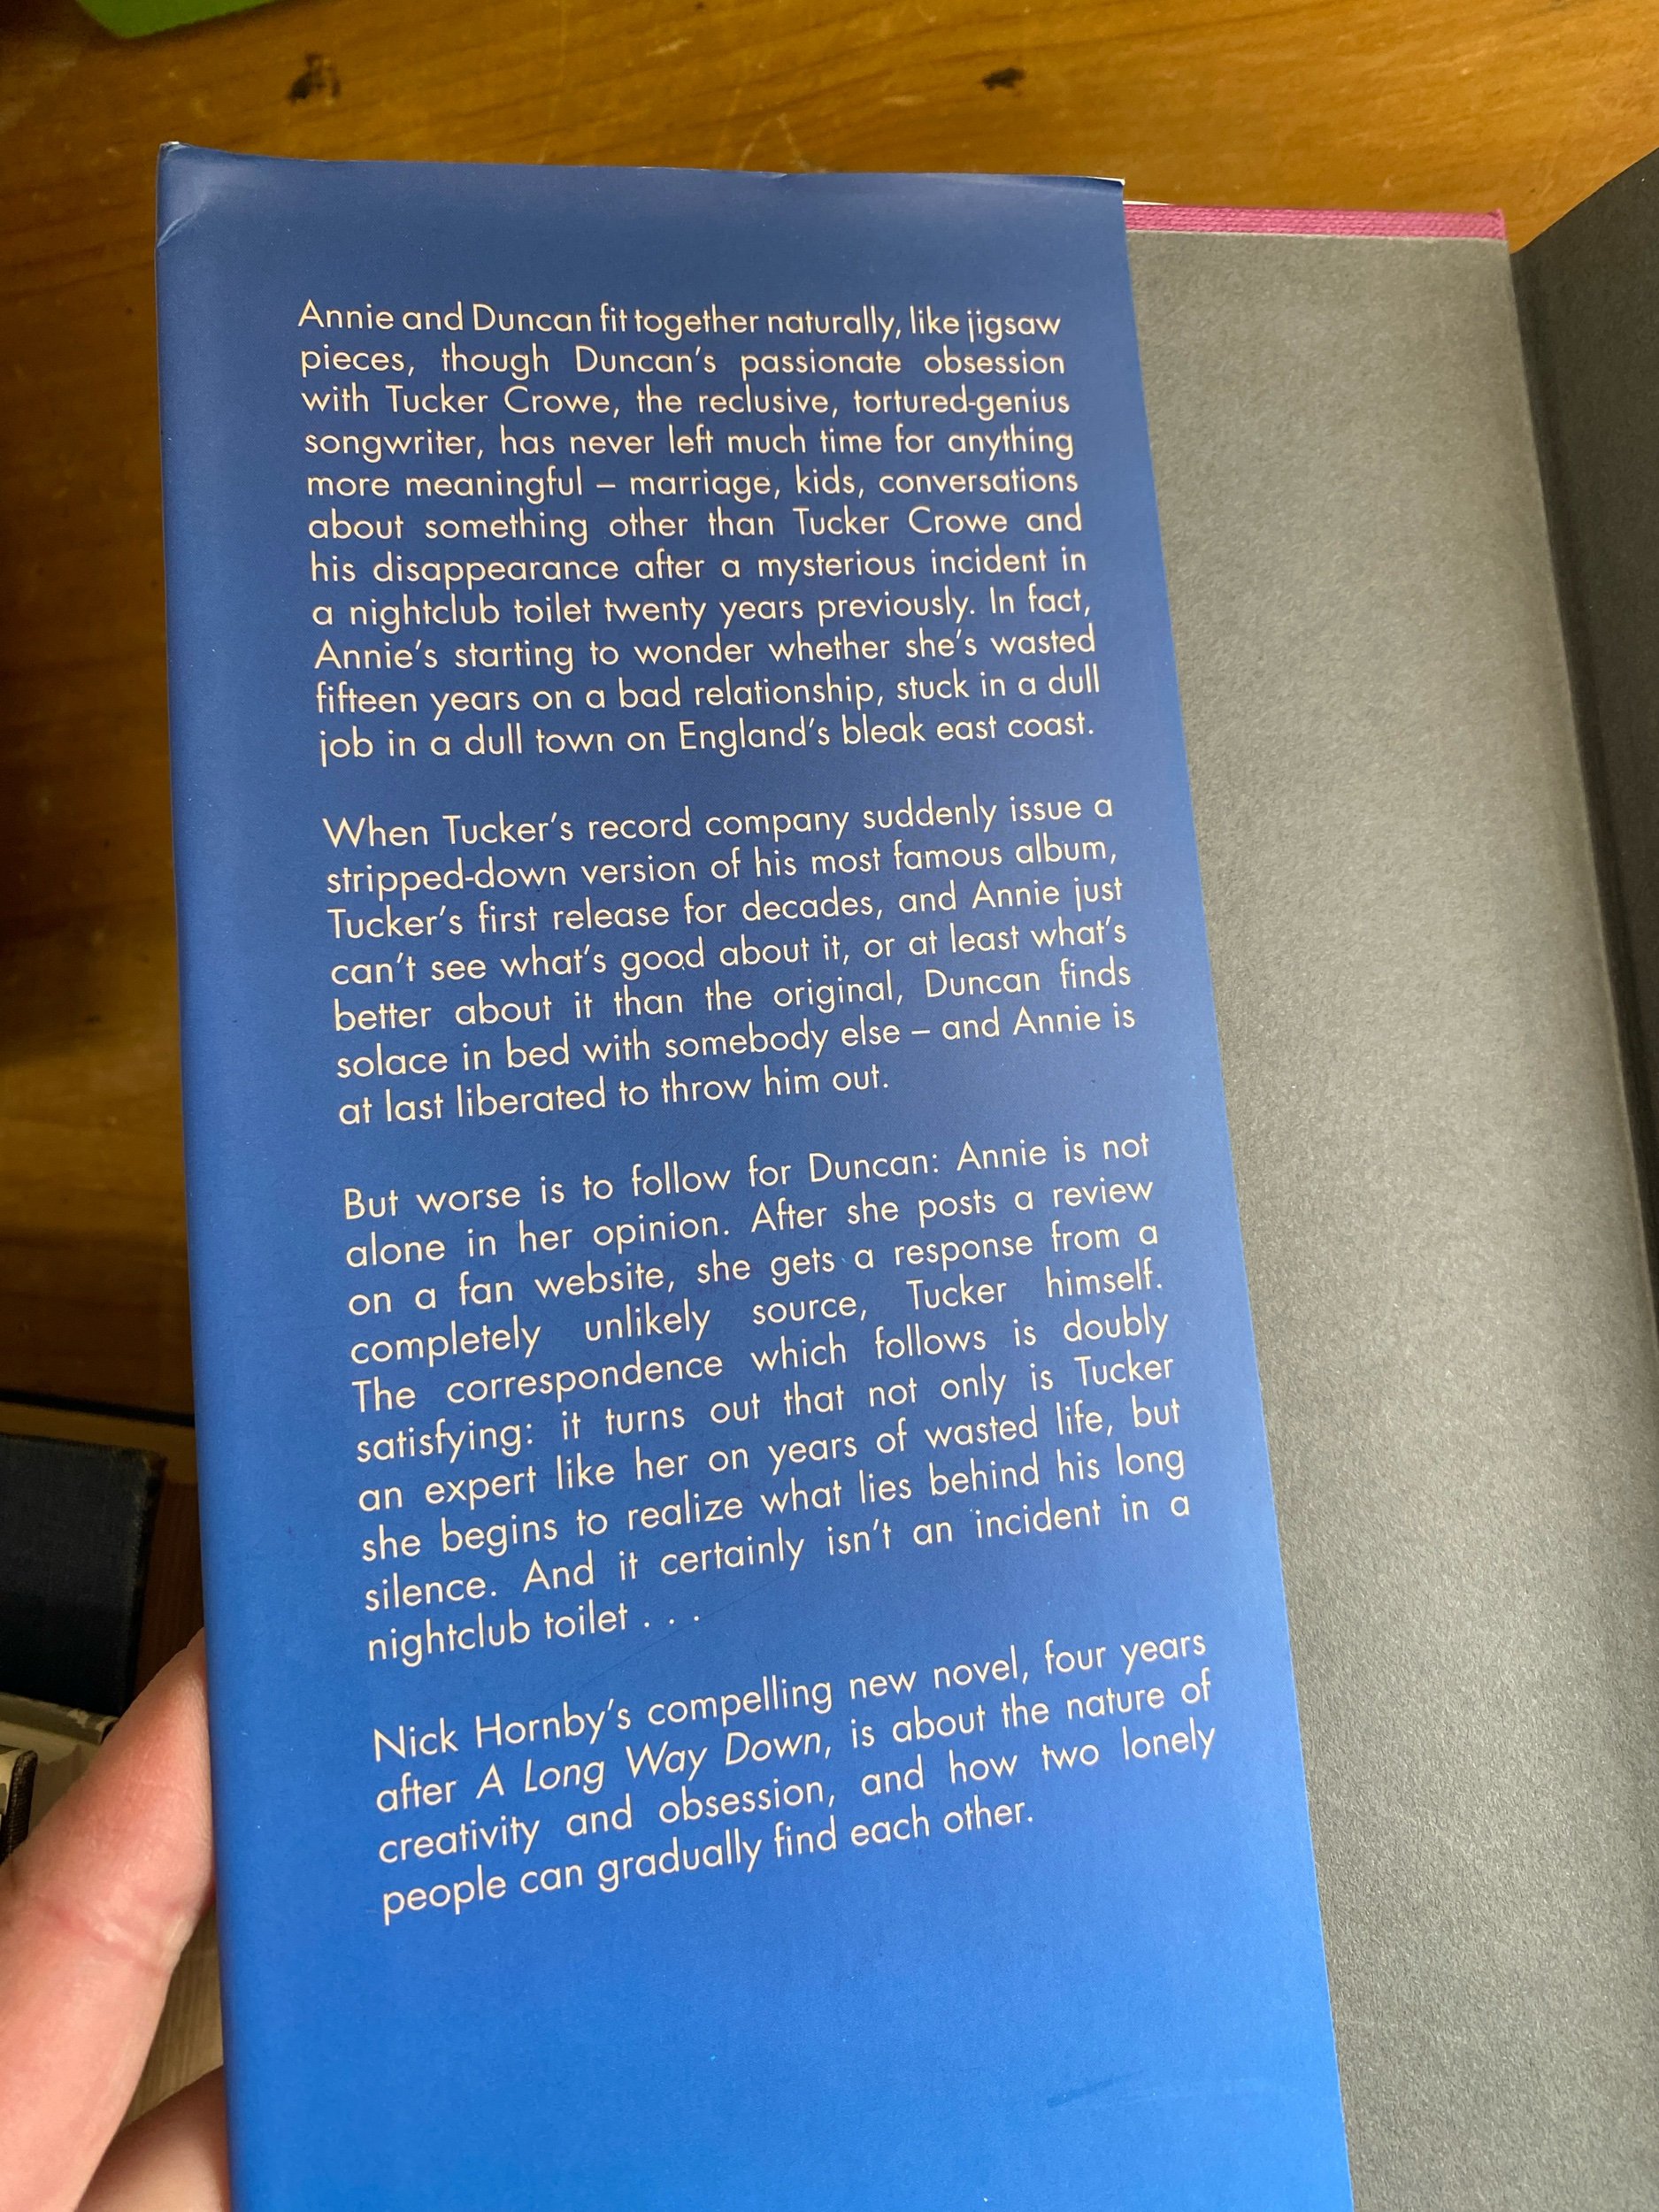 Annie and Duncan fit together naturally, like jigsaw
pieces, though Duncan's passionate obsession
with Tucker Crowe, the reclusive, tortured-genius
songwriter, has never left much time for anything
more meaningful – marriage, kids, conversations
about something other than Tucker Crowe and
his disappearance after a mysterious incident in
a nightclub toilet twenty years previously. In fact,
Annie's starting to wonder whether she's wasted
fifteen years on a bad relationship, stuck in a dull
job in a dull town on England's bleak east coast.
When Tucker's record company suddenly issue a
stripped-down version of his most famous album,
Tucker's first release for decades, and Annie just
can't see what's good about it, or at least what's
better about it than the original, Duncan finds
solace in bed with somebody else – and Annie is
at last liberated to throw him out.
But worse is to follow for Duncan: Annie is not
alone in her opinion. After she posts a review
on a fan website, she gets a response from a
completely unlikely source, Tucker himself.
The correspondence which follows is doubly
satisfying: it turns out that not only is Tucker
an expert like her on years of wasted life, but
she begins to realize what lies behind his long
silence. And it certainly isn't an incident in a
nightclub toilet . . .
Nick Hornby's compelling new novel, four years
after A Long Way Down, is about the nature of
creativity and obsession, and how two lonely
people can gradually find each other.